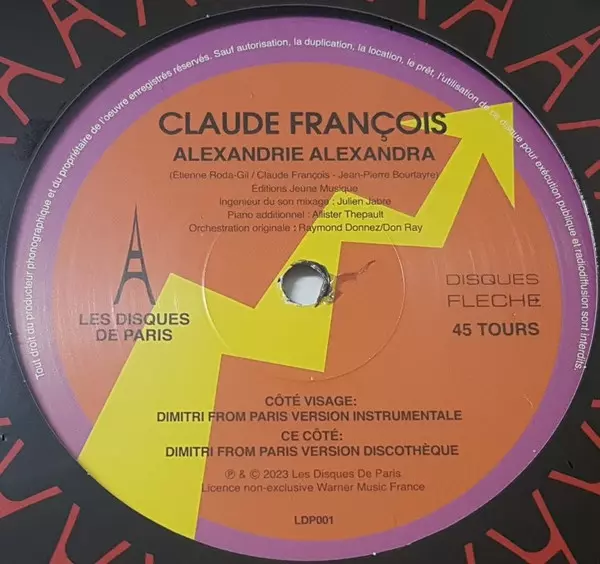 Tout droit du producteur phonographique et du propriétaire de l'oeuvre enregistrés réservés. Sauf autorisation, la duplication, la location, le prêt, l'utilisation de ce disque pour exécution publique et radiodiffusion sont interdits.
CLAUDE FRANÇOIS
ALEXANDRIE ALEXANDRA
(Étienne Roda-Gil / Claude François - Jean-Pierre Bourtayre)
Éditions Jeune Musique
Ingenieur du son mixage : Julien Jabre
Piano additionnel : Allister Thepault
Orchestration originale : Raymond Donnez/Don Ray
LES DISQUES
DE PARIS
DISQUES
FLECHE
45 TOURS
CÔTÉ VISAGE:
DIMITRI FROM PARIS VERSION INSTRUMENTALE
CE CÔTÉ:
DIMITRI FROM PARIS VERSION DISCOTHÈQUE
℗ & © 2023 Les Disques De Paris
Licence non-exclusive Warner Music France
LDP001